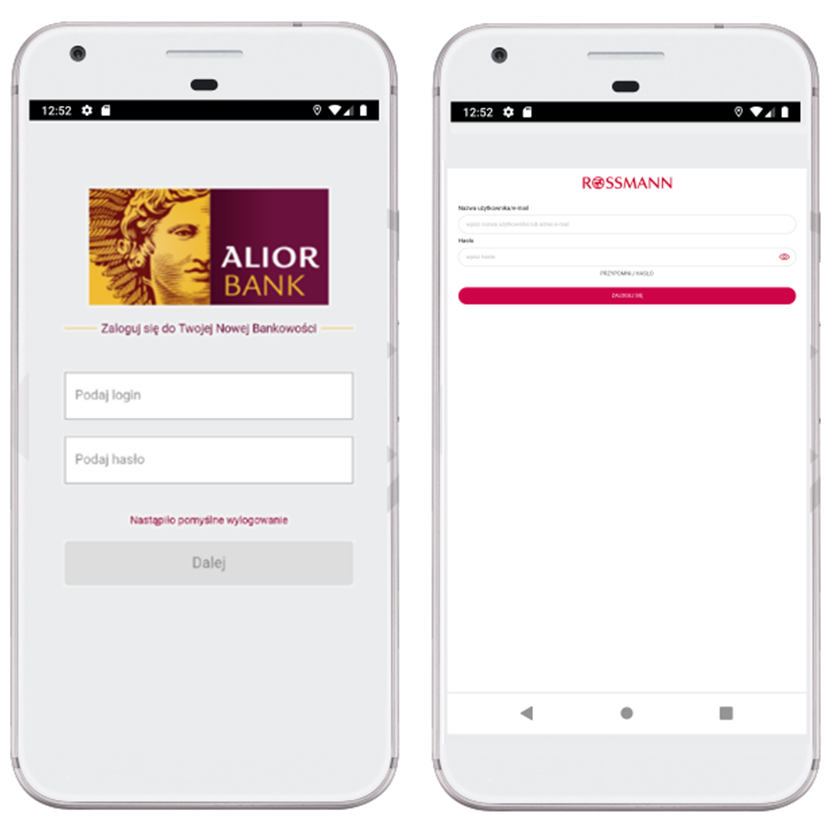 12:52
ALIOR
BANK
Zaloguj się do Twojej Nowej Bankowości
Podaj login
Podaj hasło
Nastąpiło pomyślne wylogowanie
Dalej
12:52
ROSSMANN
Nazwa użytkownika/e-mail
wpisz nazwę użytkownika lub adres e-mail
Hasło
wpisz hasło
PRZYPOMNIJ HASŁO
ZALOGUJ SIĘ